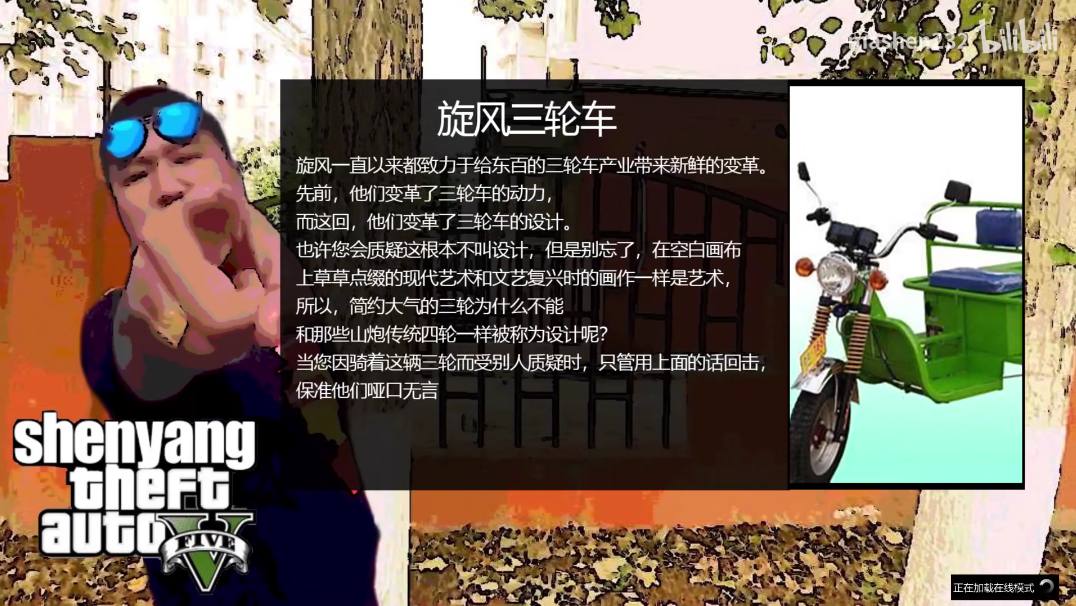 bilibili
旋风三轮车
旋风一直以来都致力于给东百的三轮车产业带来新鲜的变革。
先前，他们变革了三轮车的动力，
而这回，他们变革了三轮车的设计。
也许您会质疑这根本不叫设计，但是别忘了，在空白画布
上草草点缀的现代艺术和文艺复兴时的画作一样是艺术，
所以，简约大气的三轮为什么不能
和那些山炮传统四轮一样被称为设计呢？
当您因骑着这辆三轮而受别人质疑时，只管用上面的话回击，
保准他们哑口无言
shenyang
theft
auto
V
FIVE
正在加载在线模式